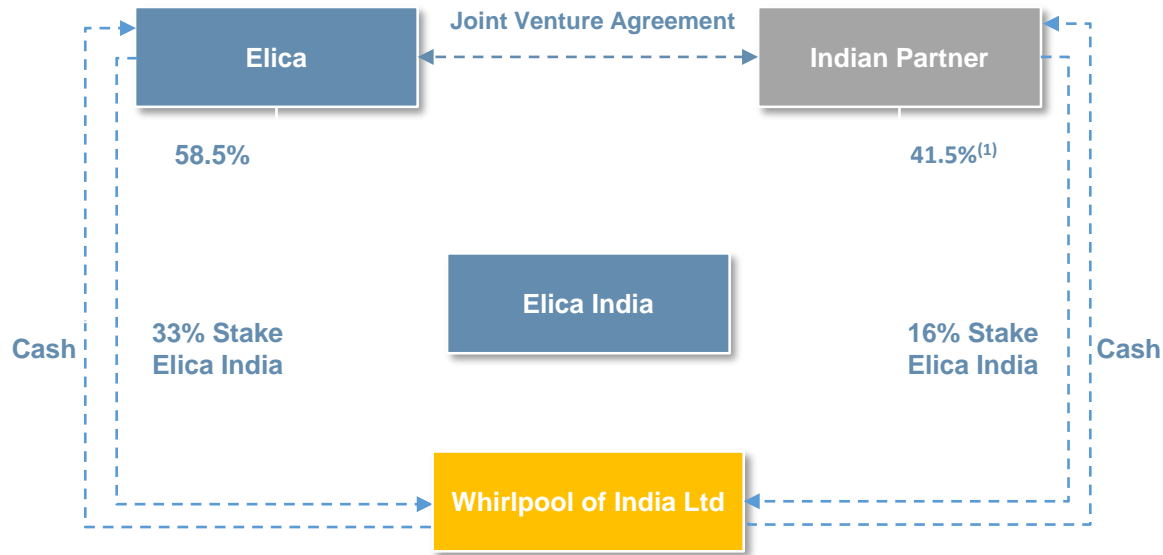 Joint Venture Agreement
Elica
Indian Partner
58.5%
41.5%(1)
Elica India
Cash
33% Stake
Elica India
16% Stake
Elica India
Cash
Whirlpool of India Ltd